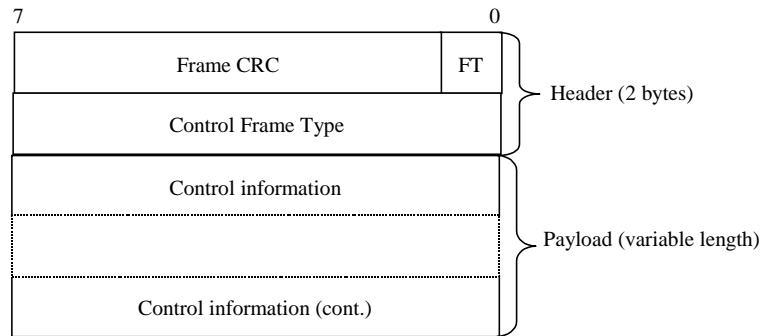 7 0
Frame CRC FT
Header (2 bytes)
Control Frame Type
Control information
Payload (variable length)
Control information (cont.)